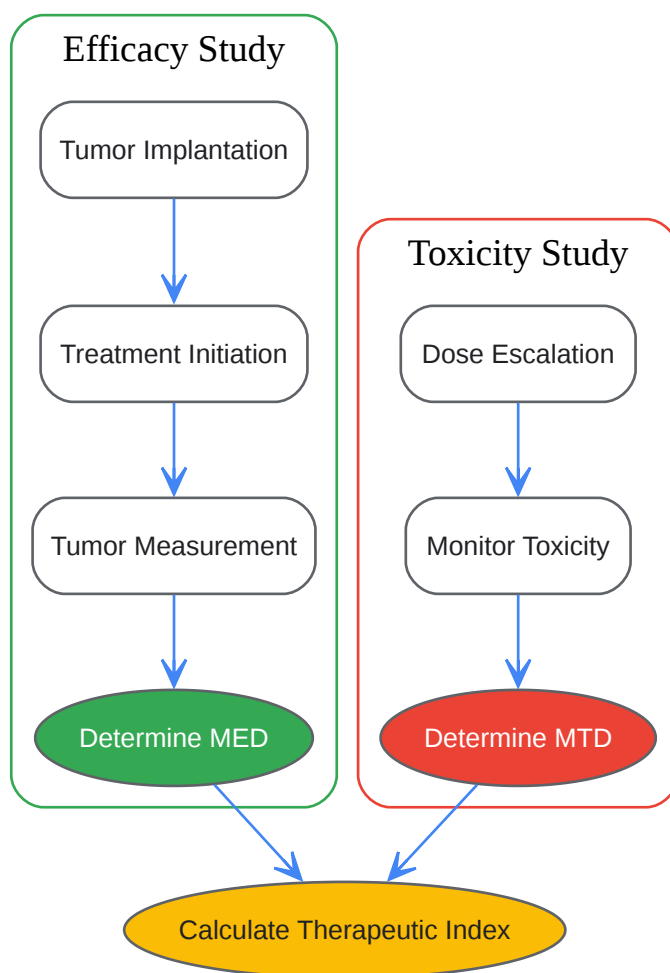 Efficacy Study
Tumor Implantation
Treatment Initiation
Tumor Measurement
Determine MED
Toxicity Study
Dose Escalation
Monitor Toxicity
Determine MTD
Calculate Therapeutic Index